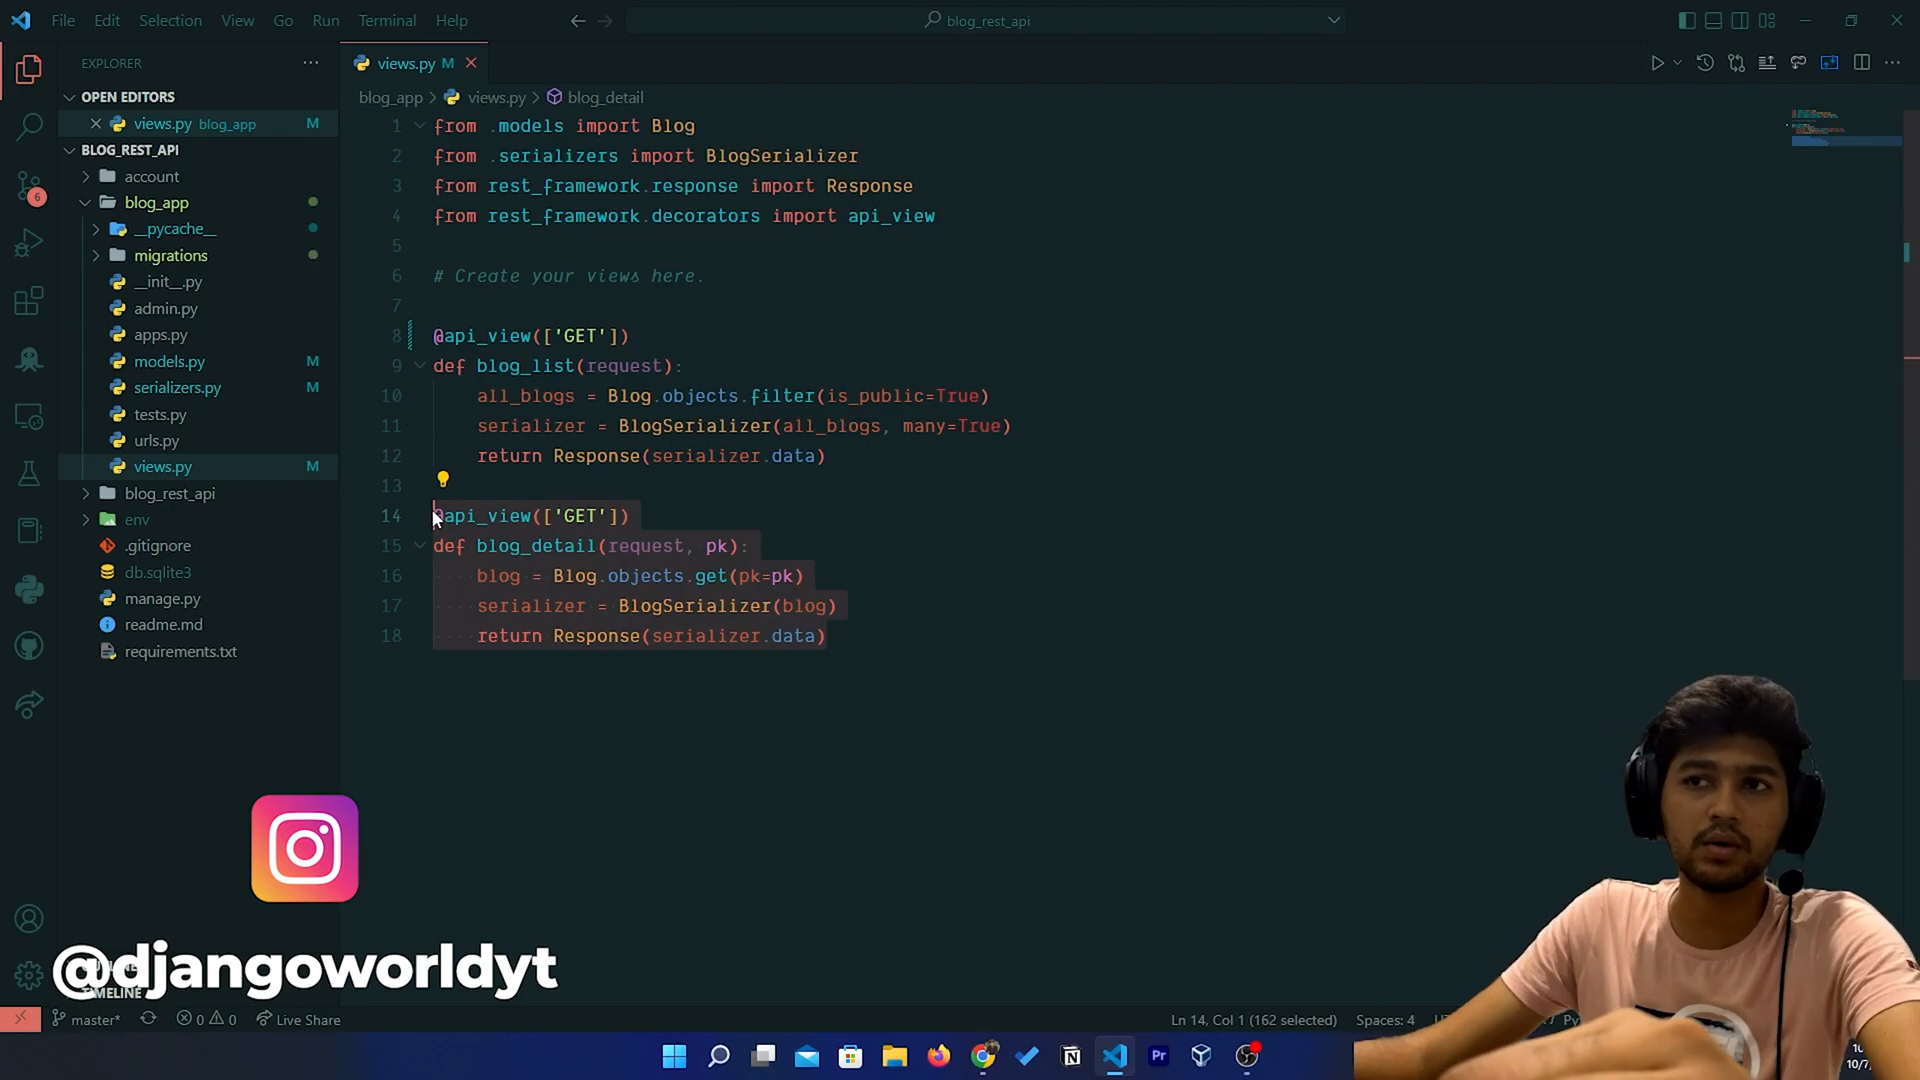 File Edit Selection View Go Run Terminal Help
blog_rest_api
EXPLORER
views.py M
OPEN EDITORS
views.py blog_app M
BLOG_REST_API
account
blog_app
__pycache__
migrations
__init__.py
admin.py
apps.py
models.py M
serializers.py M
tests.py
urls.py
views.py M
blog_rest_api
env
.gitignore
db.sqlite3
manage.py
readme.md
requirements.txt
6
TIMELINE
blog_app > views.py > blog_detail
1 from .models import Blog
2 from .serializers import BlogSerializer
3 from rest_framework.response import Response
4 from rest_framework.decorators import api_view
5
6 # Create your views here.
7
8 @api_view(['GET'])
9 def blog_list(request):
10 all_blogs = Blog.objects.filter(is_public=True)
11 serializer = BlogSerializer(all_blogs, many=True)
12 return Response(serializer.data)
13
14 @api_view(['GET'])
15 def blog_detail(request, pk):
16 blog = Blog.objects.get(pk=pk)
17 serializer = BlogSerializer(blog)
18 return Response(serializer.data)
@djangoworldyt
master* 0 0 Live Share
Ln 14, Col 1 (162 selected) Spaces: 4
Pr